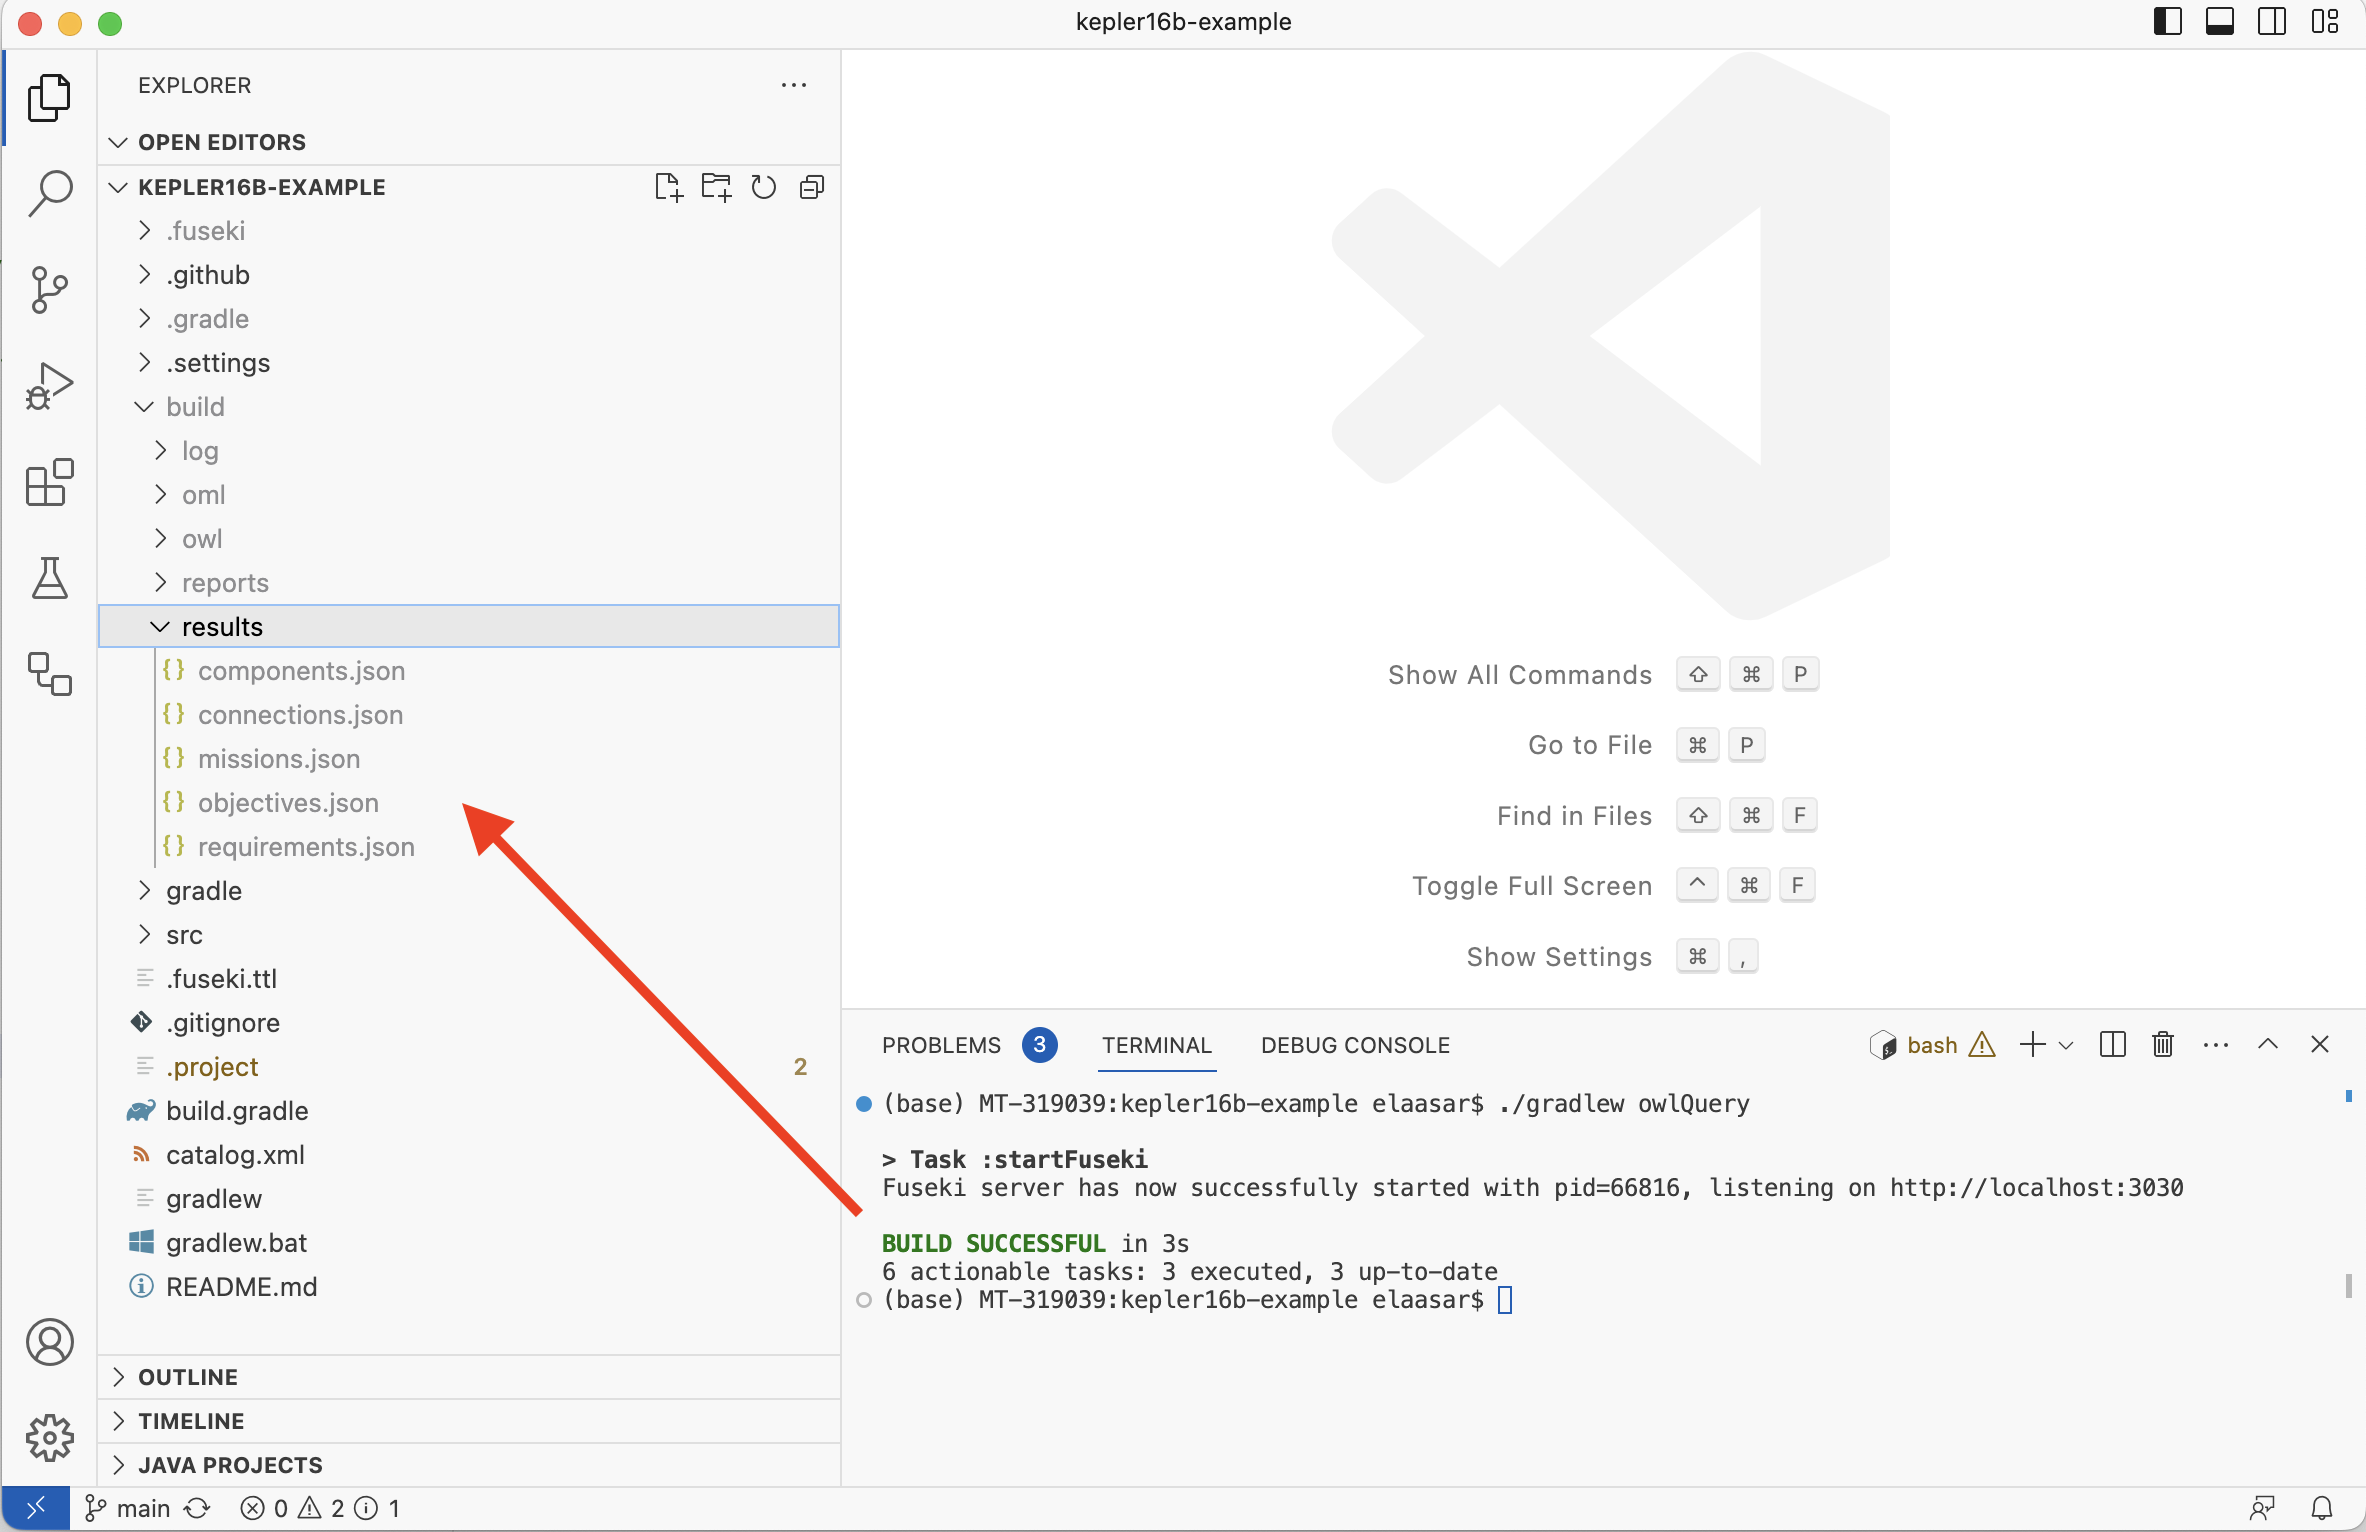 kepler16b-example
EXPLORER
OPEN EDITORS
KEPLER16B-EXAMPLE
.fuseki
.github
.gradle
.settings
build
log
oml
owl
reports
results
{} components.json
{} connections.json
{} missions.json
{} objectives.json
{} requirements.json
gradle
src
.fuseki.ttl
.gitignore
.project 2
build.gradle
catalog.xml
gradlew
gradlew.bat
README.md
OUTLINE
TIMELINE
JAVA PROJECTS
Show All Commands ⇧ ⌘ P
Go to File ⌘ P
Find in Files ⇧ ⌘ F
Toggle Full Screen ^ ⌘ F
Show Settings ⌘ ,
PROBLEMS 3 TERMINAL DEBUG CONSOLE bash
(base) MT-319039:kepler16b-example elaasar$ ./gradlew owlQuery
> Task :startFuseki
Fuseki server has now successfully started with pid=66816, listening on http://localhost:3030
BUILD SUCCESSFUL in 3s
6 actionable tasks: 3 executed, 3 up-to-date
(base) MT-319039:kepler16b-example elaasar$
main 0 2 1